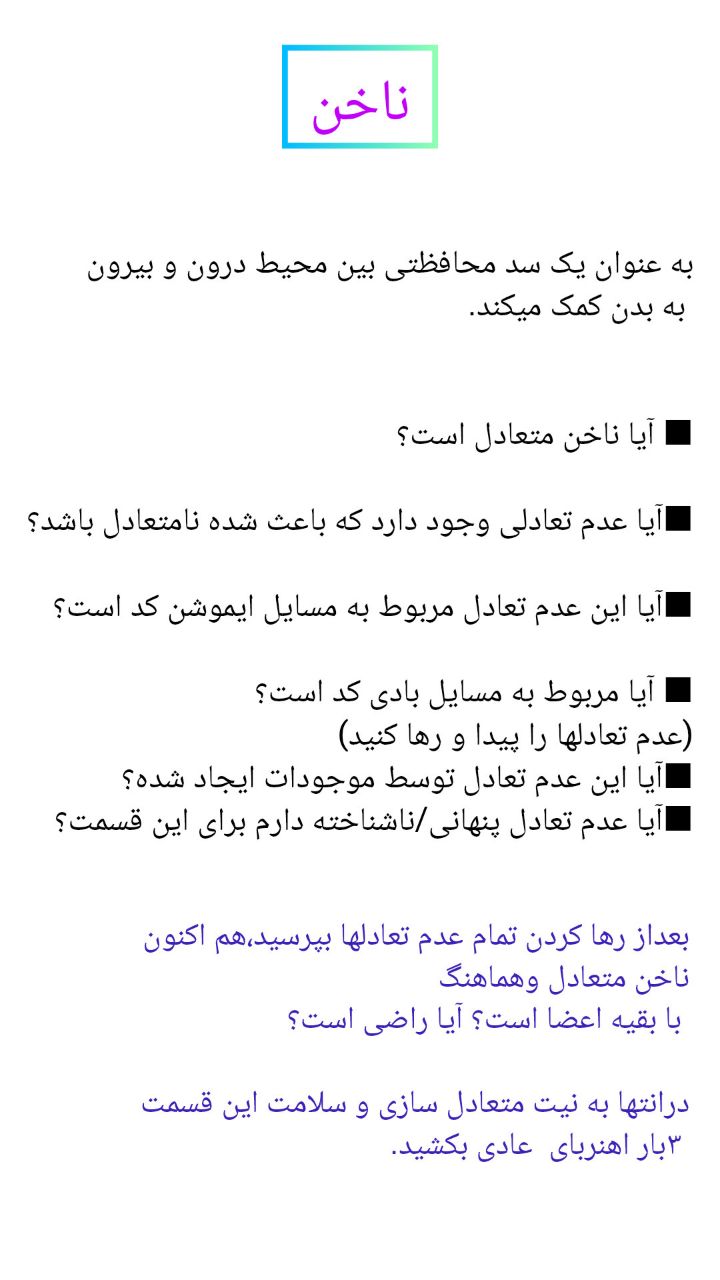 ناخن
به عنوان یک سد محافظتی بین محیط درون و بیرون
به بدن کمک میکند.
■ آیا ناخن متعادل است؟
■آیا عدم تعادلی وجود دارد که باعث شده نامتعادل باشد؟
■آیا این عدم تعادل مربوط به مسایل ایموشن کد است؟
■ آیا مربوط به مسایل بادی کد است؟
(عدم تعادلها را پیدا و رها کنید)
■آیا این عدم تعادل توسط موجودات ایجاد شده؟
■آیا عدم تعادل پنهانی/ناشناخته دارم برای این قسمت؟
بعداز رها کردن تمام عدم تعادلها بپرسید،هم اکنون
ناخن متعادل وهماهنگ
با بقیه اعضا است؟ آیا راضی است؟
درانتها به نیت متعادل سازی و سلامت این قسمت
۳بار اهنربای  عادی بکشید.